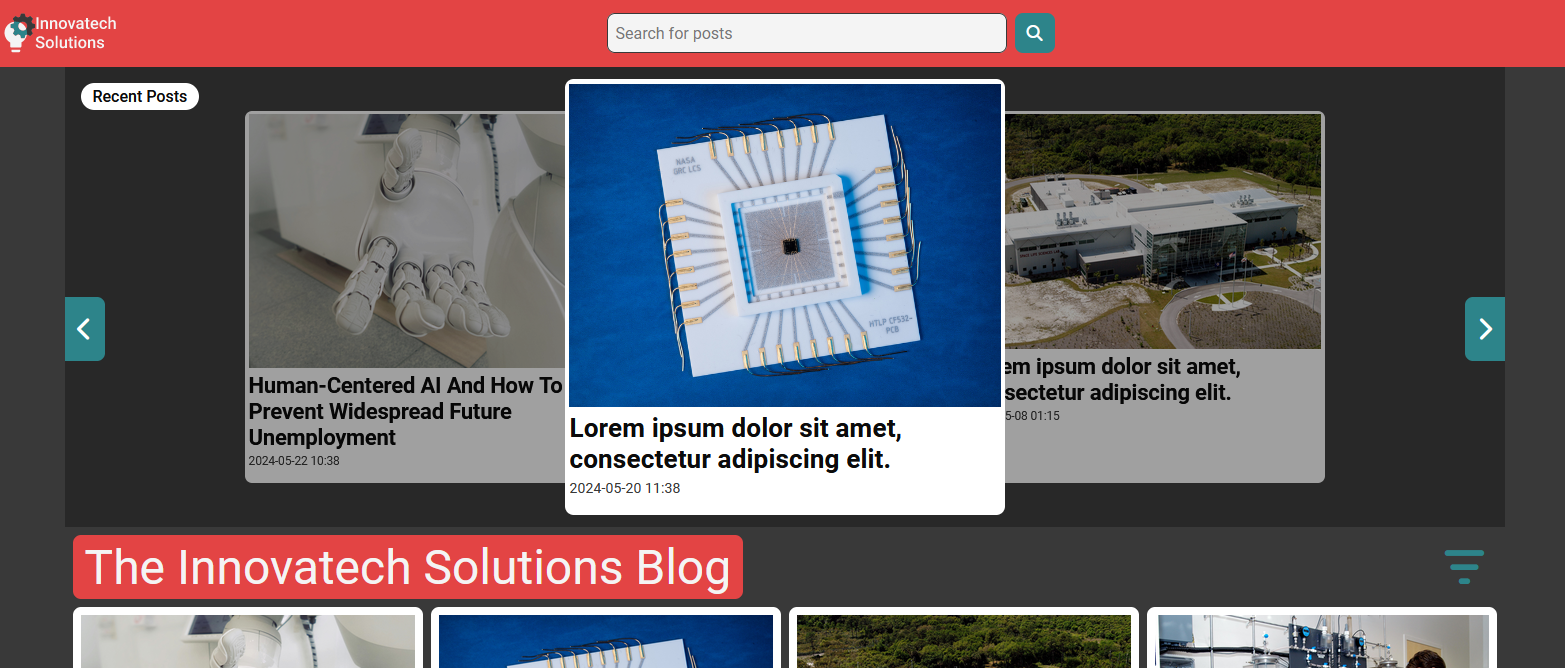 Innovatech
Solutions
Search for posts
Recent Posts
NASA
GRC LCS
HTLP CF532-
PCB
Human-Centered AI And How To
Prevent Widespread Future
Unemployment
2024-05-22 10:38
Lorem ipsum dolor sit amet,
consectetur adipiscing elit.
2024-05-20 11:38
em ipsum dolor sit amet,
sectetur adipiscing elit.
5-08 01:15
The Innovatech Solutions Blog